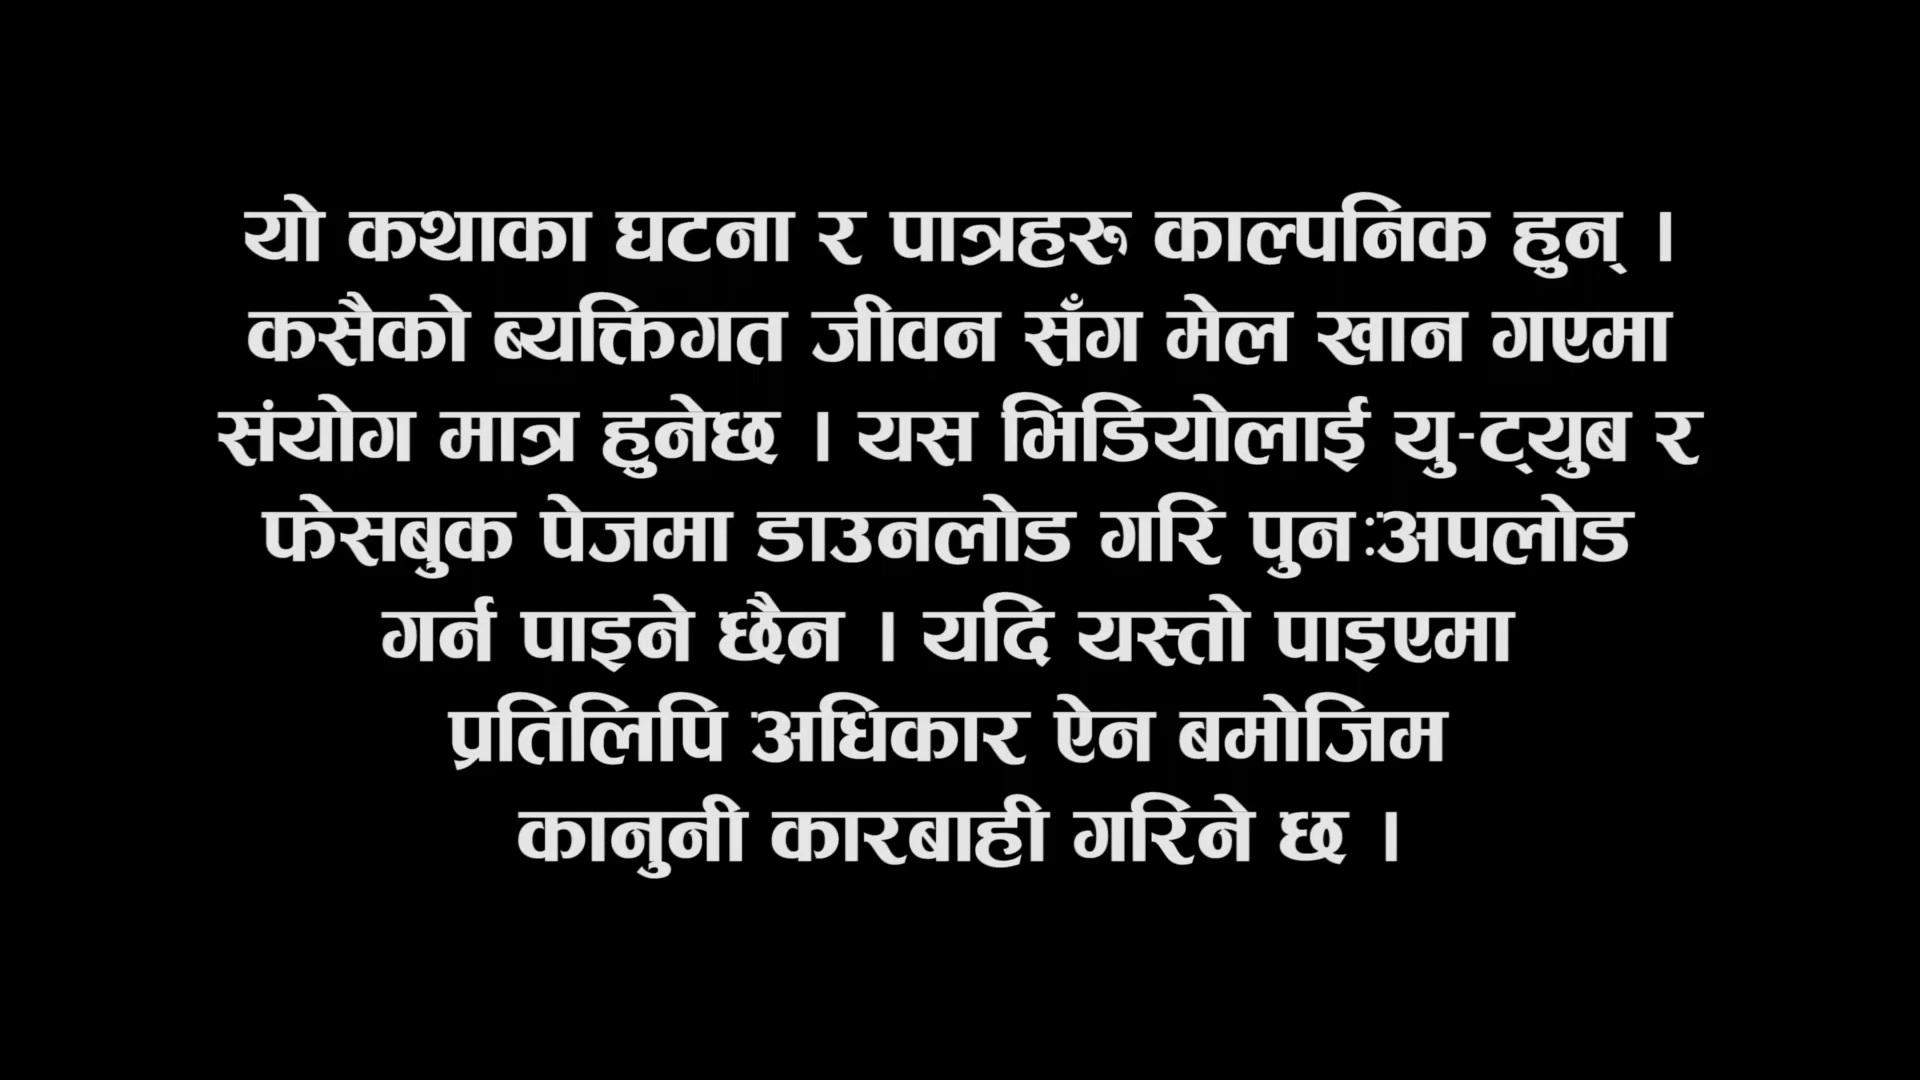 यो कथाका घटना र पात्रहरु काल्पनिक हुन् ।
कसैको ब्यक्तिगत जीवन सँग मेल खान गएमा
संयोग मात्र हुनेछ । यस भिडियोलाई यु-ट्युब र
फेसबुक पेजमा डाउनलोड गरि पुनःअपलोड
गर्न पाइने छैन । यदि यस्तो पाइएमा
प्रतिलिपि अधिकार ऐन बमोजिम
कानुनी कारबाही गरिने छ ।